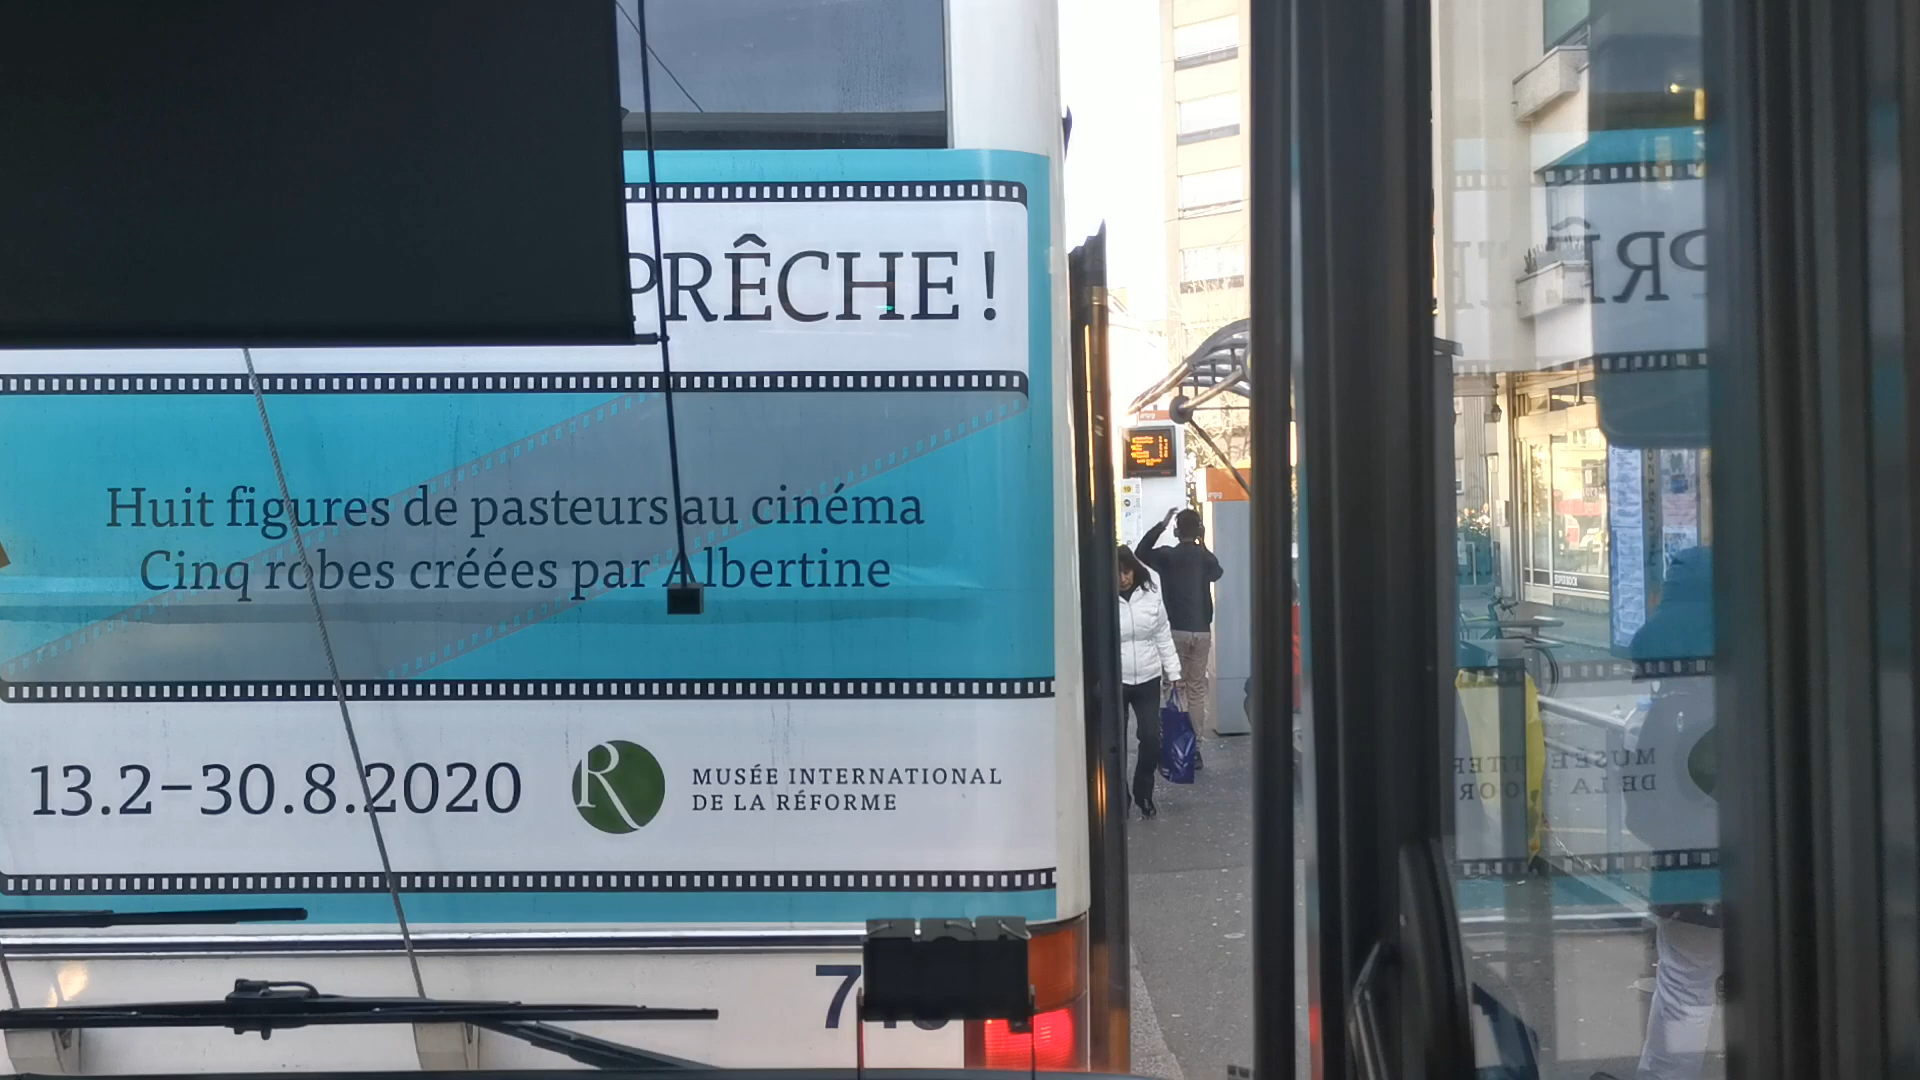 PRÊCHE!
Huit figures de pasteurs au cinéma
Cinq robes créées par Albertine
13.2–30.8.2020
R
MUSÉE INTERNATIONAL
DE LA RÉFORME